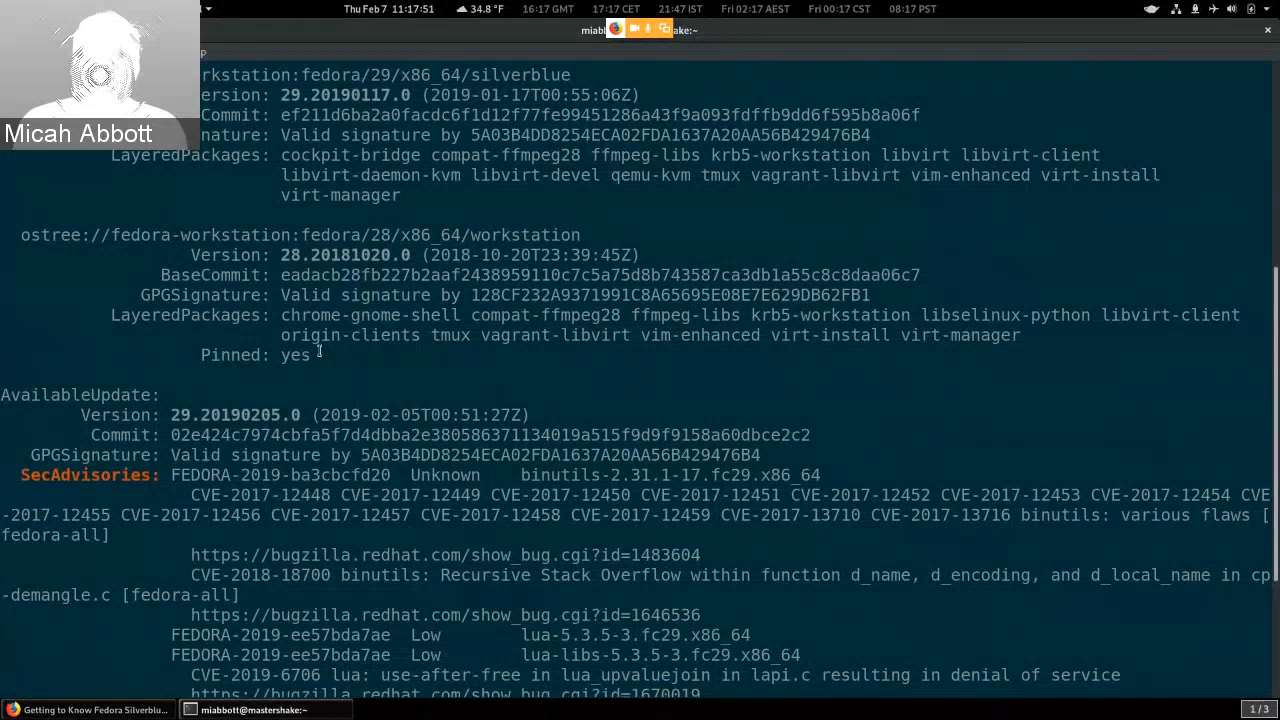 Thu Feb 7 11:17:51 34.8 °F 16:17 GMT 17:17 CET 21:47 IST Fri 02:17 AEST Fri 00:17 CST 08:17 PST
miabl ake:~ ×
p
Micah Abbott
rkstation:fedora/29/x86_64/silverblue
ersion: 29.20190117.0 (2019-01-17T00:55:06Z)
Commit: ef211d6ba2a0facdc6f1d12f77fe99451286a43f9a093fdffb9dd6f595b8a06f
nature: Valid signature by 5A03B4DD8254ECA02FDA1637A20AA56B429476B4
LayeredPackages: cockpit-bridge compat-ffmpeg28 ffmpeg-libs krb5-workstation libvirt libvirt-client
libvirt-daemon-kvm libvirt-devel qemu-kvm tmux vagrant-libvirt vim-enhanced virt-install
virt-manager
ostree://fedora-workstation:fedora/28/x86_64/workstation
Version: 28.20181020.0 (2018-10-20T23:39:45Z)
BaseCommit: eadacb28fb227b2aaf2438959110c7c5a75d8b743587ca3db1a55c8c8daa06c7
GPGSignature: Valid signature by 128CF232A9371991C8A65695E08E7E629DB62FB1
LayeredPackages: chrome-gnome-shell compat-ffmpeg28 ffmpeg-libs krb5-workstation libselinux-python libvirt-client
origin-clients tmux vagrant-libvirt vim-enhanced virt-install virt-manager
Pinned: yes
AvailableUpdate:
Version: 29.20190205.0 (2019-02-05T00:51:27Z)
Commit: 02e424c7974cbfa5f7d4dbba2e380586371134019a515f9d9f9158a60dbce2c2
GPGSignature: Valid signature by 5A03B4DD8254ECA02FDA1637A20AA56B429476B4
SecAdvisories: FEDORA-2019-ba3cbcfd20 Unknown binutils-2.31.1-17.fc29.x86_64
CVE-2017-12448 CVE-2017-12449 CVE-2017-12450 CVE-2017-12451 CVE-2017-12452 CVE-2017-12453 CVE-2017-12454 CVE
-2017-12455 CVE-2017-12456 CVE-2017-12457 CVE-2017-12458 CVE-2017-12459 CVE-2017-13710 CVE-2017-13716 binutils: various flaws [
fedora-all]
https://bugzilla.redhat.com/show_bug.cgi?id=1483604
CVE-2018-18700 binutils: Recursive Stack Overflow within function d_name, d_encoding, and d_local_name in cp
-demangle.c [fedora-all]
https://bugzilla.redhat.com/show_bug.cgi?id=1646536
FEDORA-2019-ee57bda7ae Low lua-5.3.5-3.fc29.x86_64
FEDORA-2019-ee57bda7ae Low lua-libs-5.3.5-3.fc29.x86_64
CVE-2019-6706 lua: use-after-free in lua_upvaluejoin in lapi.c resulting in denial of service
https://bugzilla.redhat.com/show_bug.cgi?id=1670019
Getting to Know Fedora Silverblu... miabbott@mastershake:~ 1 / 3